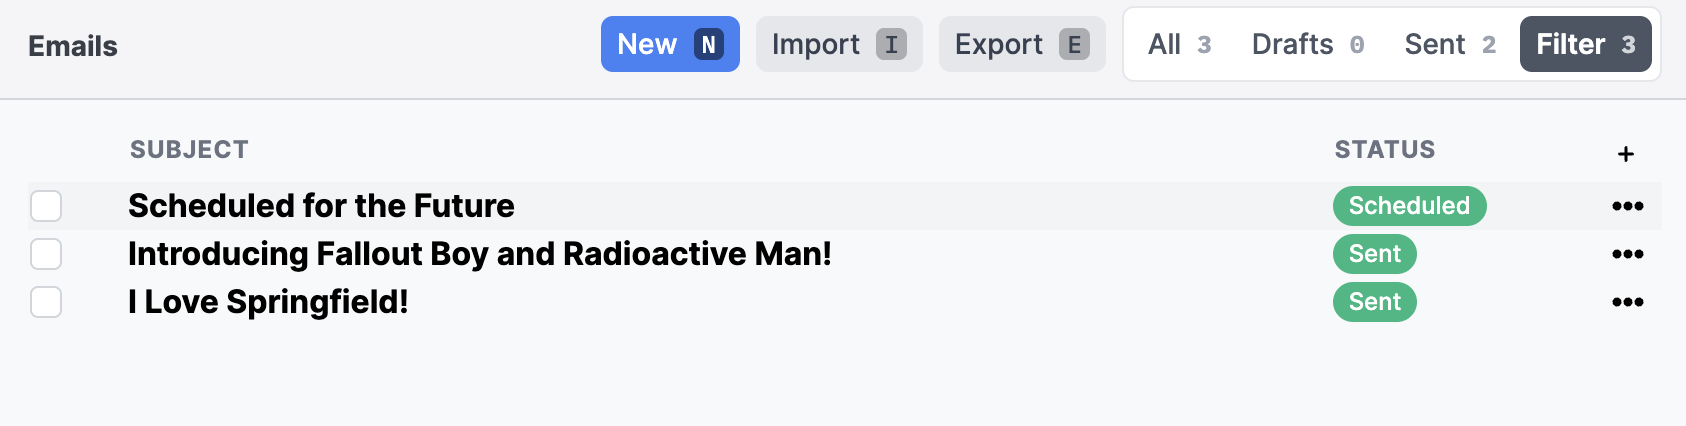 Emails New N Import I Export E All 3 Drafts 0 Sent 2 Filter 3
SUBJECT STATUS +
Scheduled for the Future Scheduled •••
Introducing Fallout Boy and Radioactive Man! Sent •••
I Love Springfield! Sent •••